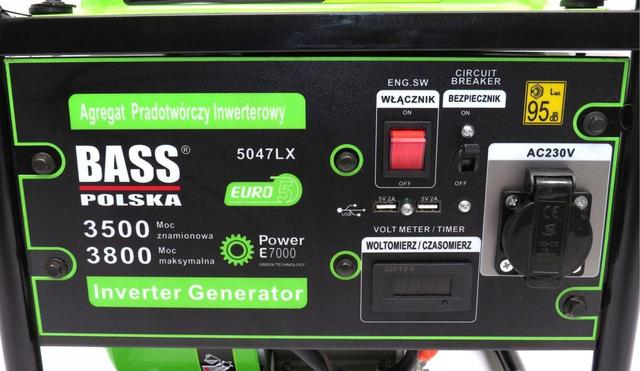 Agregat Prądotwórczy Inwerterowy
BASS®
POLSKA
5047LX
EURO 5
3500 Moc znamionowa
3800 Moc maksymalna
Power
E7000
GREEN TECHNOLOGY
Inverter Generator
ENG.SW
WŁĄCZNIK
ON
OFF
CIRCUIT
BREAKER
BEZPIECZNIK
ON
OFF
LWA
95dB
USB
5V 2A
5V 2A
VOLT METER / TIMER
WOLTOMIERZ / CZASOMIERZ
AC230V
CE